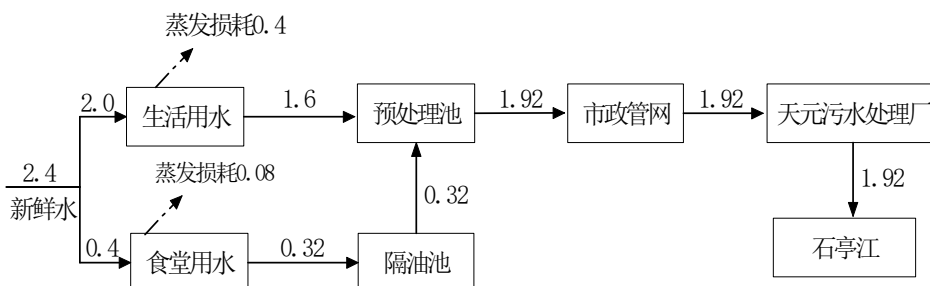 蒸发损耗0.4
2.0
生活用水
1.6
预处理池
1.92
市政管网
1.92
天元污水处理厂
2.4
新鲜水
蒸发损耗0.08
0.32
1.92
0.4
食堂用水
0.32
隔油池
石亭江